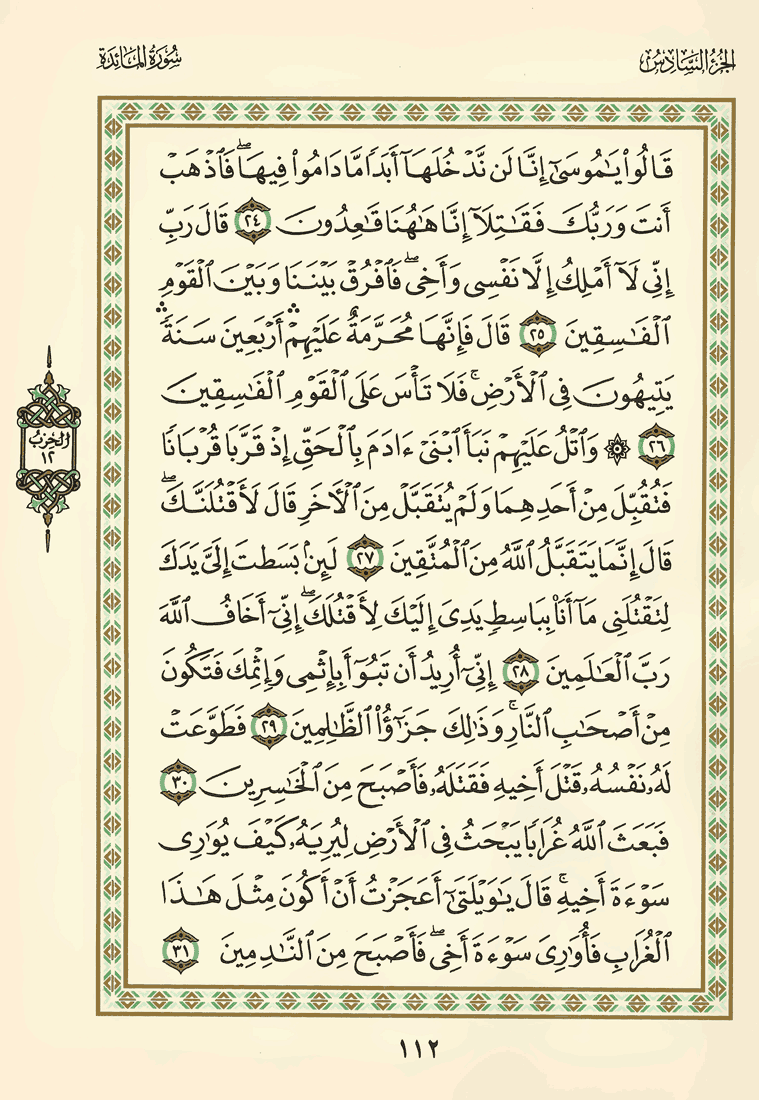 الجزء السادس
سورة المائدة
قَالُوا۟ يَـٰمُوسَىٰٓ إِنَّا لَن نَّدْخُلَهَآ أَبَدًا مَّا دَامُوا۟ فِيهَا ۖ فَٱذْهَبْ
أَنتَ وَرَبُّكَ فَقَـٰتِلَآ إِنَّا هَـٰهُنَا قَـٰعِدُونَ ٢٤ قَالَ رَبِّ
إِنِّى لَآ أَمْلِكُ إِلَّا نَفْسِى وَأَخِى ۖ فَٱفْرُقْ بَيْنَنَا وَبَيْنَ ٱلْقَوْمِ
ٱلْفَـٰسِقِينَ ٢٥ قَالَ فَإِنَّهَا مُحَرَّمَةٌ عَلَيْهِمْ ۛ أَرْبَعِينَ سَنَةً ۛ
يَتِيهُونَ فِى ٱلْأَرْضِ ۚ فَلَا تَأْسَ عَلَى ٱلْقَوْمِ ٱلْفَـٰسِقِينَ
٢٦ ۞ وَٱتْلُ عَلَيْهِمْ نَبَأَ ٱبْنَىْ ءَادَمَ بِٱلْحَقِّ إِذْ قَرَّبَا قُرْبَانًا
فَتُقُبِّلَ مِنْ أَحَدِهِمَا وَلَمْ يُتَقَبَّلْ مِنَ ٱلْـَٔاخَرِ قَالَ لَأَقْتُلَنَّكَ ۖ
قَالَ إِنَّمَا يَتَقَبَّلُ ٱللَّهُ مِنَ ٱلْمُتَّقِينَ ٢٧ لَئِنۢ بَسَطتَ إِلَىَّ يَدَكَ
لِتَقْتُلَنِى مَآ أَنَا۠ بِبَاسِطٍ يَدِىَ إِلَيْكَ لِأَقْتُلَكَ ۖ إِنِّىٓ أَخَافُ ٱللَّهَ
رَبَّ ٱلْعَـٰلَمِينَ ٢٨ إِنِّىٓ أُرِيدُ أَن تَبُوٓأَ بِإِثْمِى وَإِثْمِكَ فَتَكُونَ
مِنْ أَصْحَـٰبِ ٱلنَّارِ ۚ وَذَٰلِكَ جَزَٰٓؤُا۟ ٱلظَّـٰلِمِينَ ٢٩ فَطَوَّعَتْ
لَهُۥ نَفْسُهُۥ قَتْلَ أَخِيهِ فَقَتَلَهُۥ فَأَصْبَحَ مِنَ ٱلْخَـٰسِرِينَ ٣٠
فَبَعَثَ ٱللَّهُ غُرَابًا يَبْحَثُ فِى ٱلْأَرْضِ لِيُرِيَهُۥ كَيْفَ يُوَٰرِى
سَوْءَةَ أَخِيهِ ۚ قَالَ يَـٰوَيْلَتَىٰٓ أَعَجَزْتُ أَنْ أَكُونَ مِثْلَ هَـٰذَا
ٱلْغُرَابِ فَأُوَٰرِىَ سَوْءَةَ أَخِى ۖ فَأَصْبَحَ مِنَ ٱلنَّـٰدِمِينَ ٣١
الحزب
١٢
١١٢